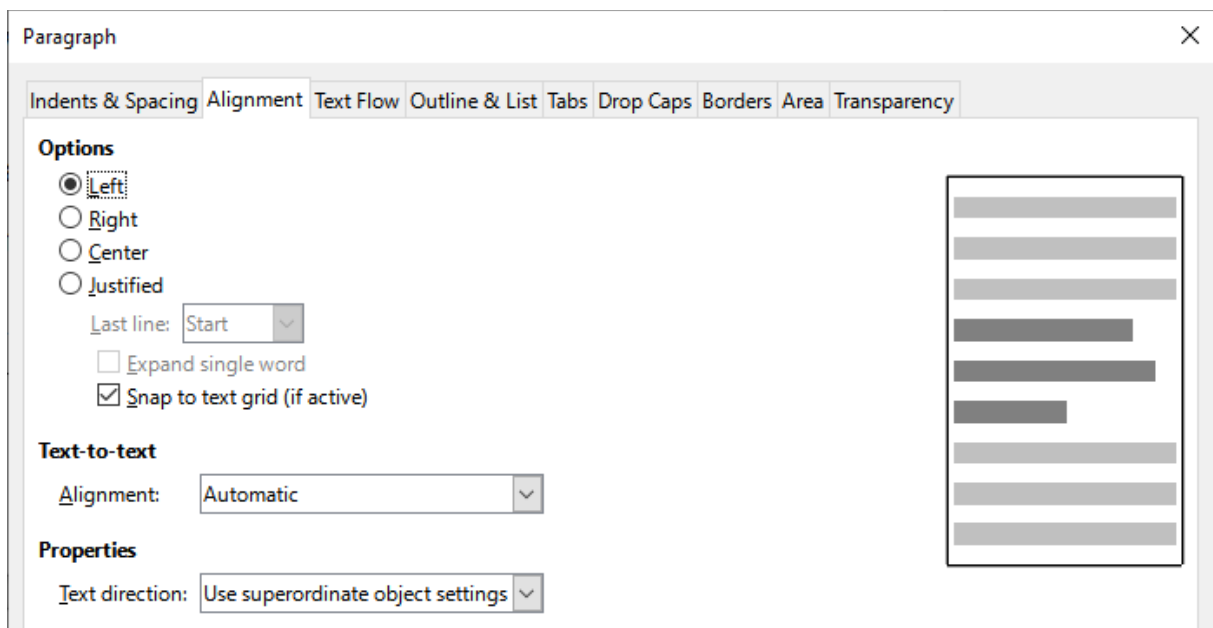 Paragraph
Indents & Spacing Alignment Text Flow Outline & List Tabs Drop Caps Borders Area Transparency
Options
Left
Right
Center
Justified
Last line: Start
Expand single word
Snap to text grid (if active)
Text-to-text
Alignment: Automatic
Properties
Text direction: Use superordinate object settings